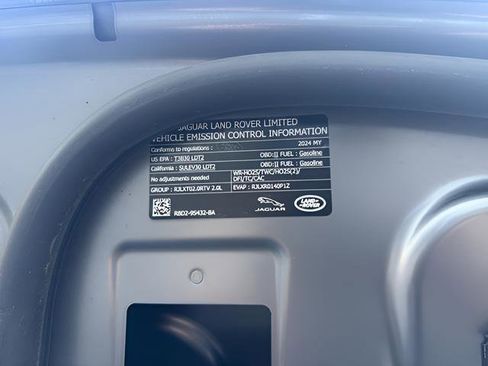 JAGUAR LAND ROVER LIMITED
VEHICLE EMISSION CONTROL INFORMATION
Conforms to regulations : 2024 MY
US EPA : T3B30 LDT2 OBD:II FUEL : Gasoline
California : SULEV30 LDT2 OBD:II FUEL : Gasoline
No adjustments needed WR-HO2S/TWC/HO2S(2)/
DFI/TC/CAC
GROUP : RJLXT02.0RTV 2.0L EVAP : RJLXR0140P1Z
R8D2-9S432-BA JAGUAR LAND ROVER